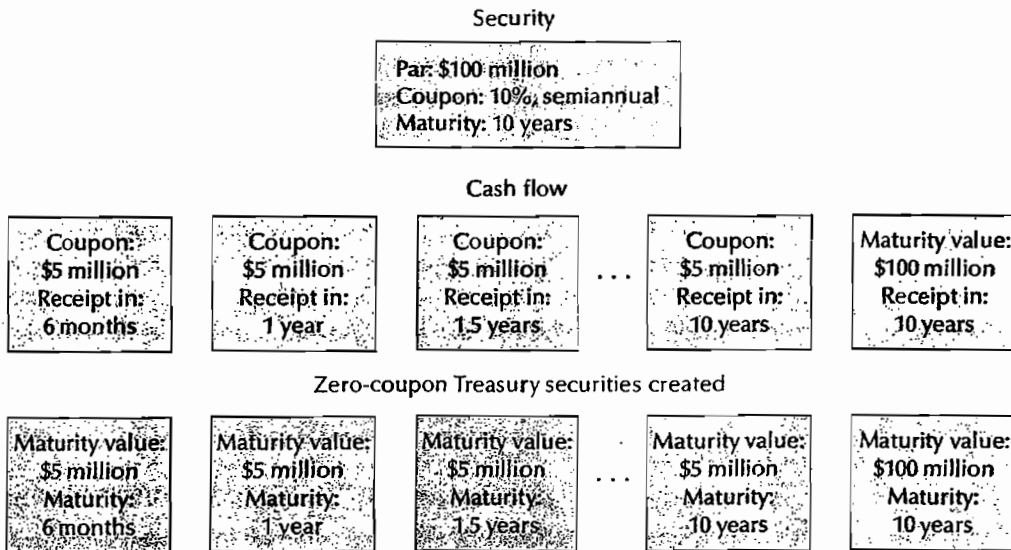 Security
Par: $100 million
Coupon: 10%, semiannual
Maturity: 10 years
Cash flow
Coupon:
$5 million
Receipt in:
6 months
Coupon:
$5 million
Receipt in:
1 year
Coupon:
$5 million
Receipt in:
1.5 years
...
Coupon:
$5 million
Receipt in:
10 years
Maturity value:
$100 million
Receipt in:
10 years
Zero-coupon Treasury securities created
Maturity value:
$5 million
Maturity:
6 months
Maturity value:
$5 million
Maturity:
1 year
Maturity value:
$5 million
Maturity:
1.5 years
...
Maturity value:
$5 million
Maturity:
10 years
Maturity value:
$100 million
Maturity:
10 years